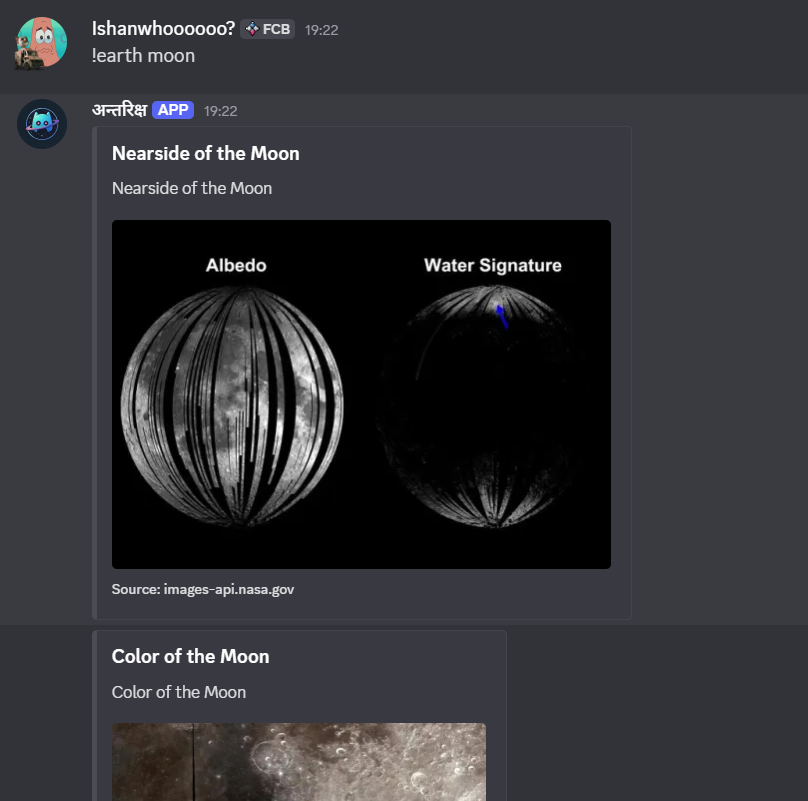 Ishanwhoooooo? FCB 19:22
!earth moon
अन्तरिक्ष APP 19:22
Nearside of the Moon
Nearside of the Moon
Albedo Water Signature
Source: images-api.nasa.gov
Color of the Moon
Color of the Moon